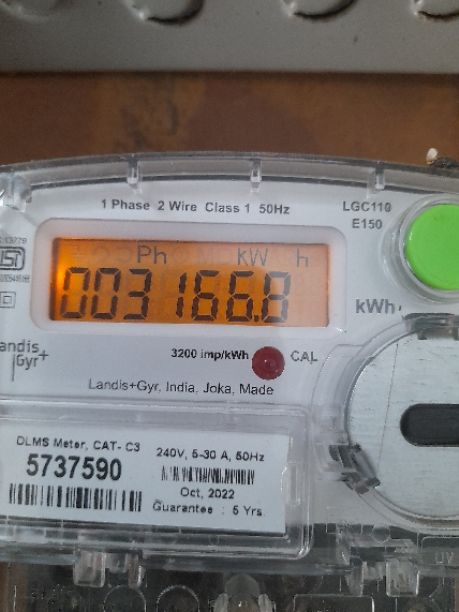 1 Phase 2 Wire Class 1 50Hz
LGC110
E150
Ph kW h
003166.8
kWh
Landis+
Gyr
3200 imp/kWh CAL
Landis+Gyr, India, Joka, Made
DLMS Meter, CAT- C3
240V, 5-30 A, 50Hz
5737590
Oct, 2022
Guarantee : 5 Yrs